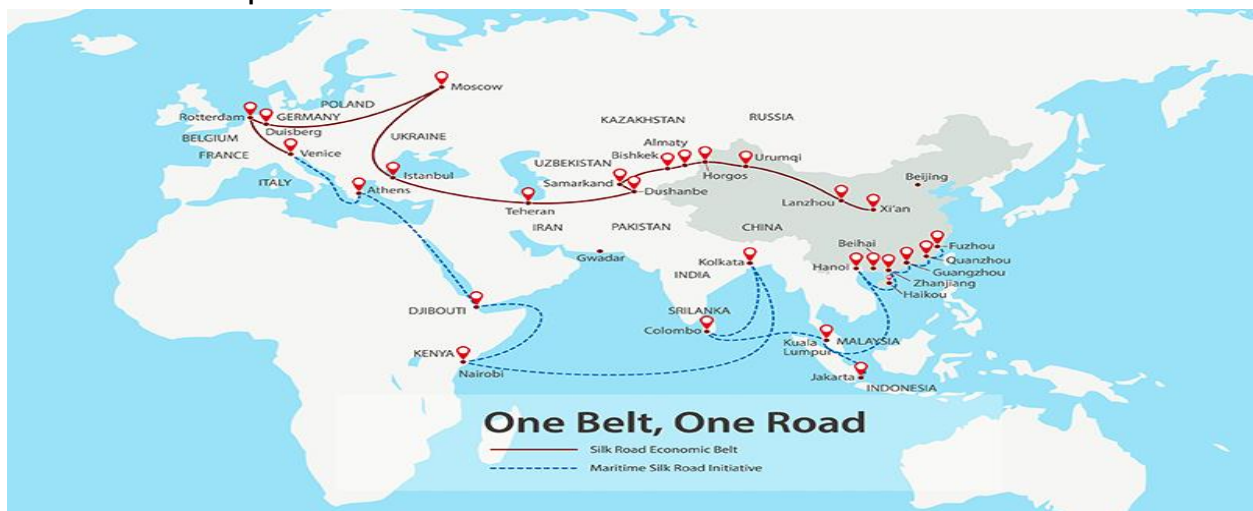 Moscow
POLAND
Rotterdam
GERMANY
Duisberg
BELGIUM
FRANCE
Venice
ITALY
UKRAINE
Istanbul
Athens
KAZAKHSTAN
RUSSIA
Almaty
Bishkek
Urumqi
UZBEKISTAN
Horgos
Samarkand
Dushanbe
Beijing
Lanzhou
Xi'an
Teheran
IRAN
PAKISTAN
CHINA
Gwadar
Kolkata
INDIA
Beihai
Hanoi
Fuzhou
Quanzhou
Guangzhou
Zhanjiang
Haikou
DJIBOUTI
SRILANKA
Colombo
KENYA
Nairobi
Kuala
Lumpur
MALAYSIA
Jakarta
INDONESIA
One Belt, One Road
Silk Road Economic Belt
Maritime Silk Road Initiative